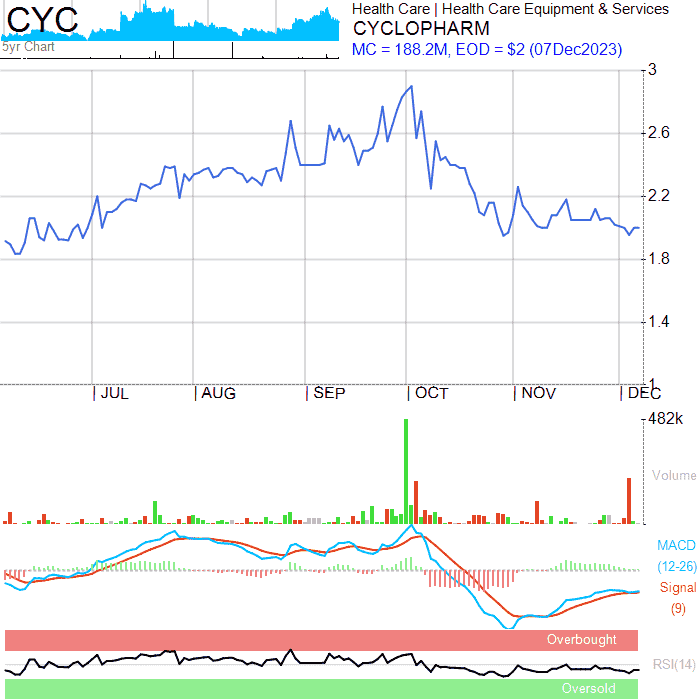 CYC
5yr Chart
Health Care | Health Care Equipment & Services
CYCLOPHARM
MC = 188.2M, EOD = $2 (07Dec2023)
3
2.6
2.2
1.8
1.4
1
JUL AUG SEP OCT NOV DEC
482k
Volume
MACD
(12-26)
Signal
(9)
Overbought
RSI(14)
Oversold